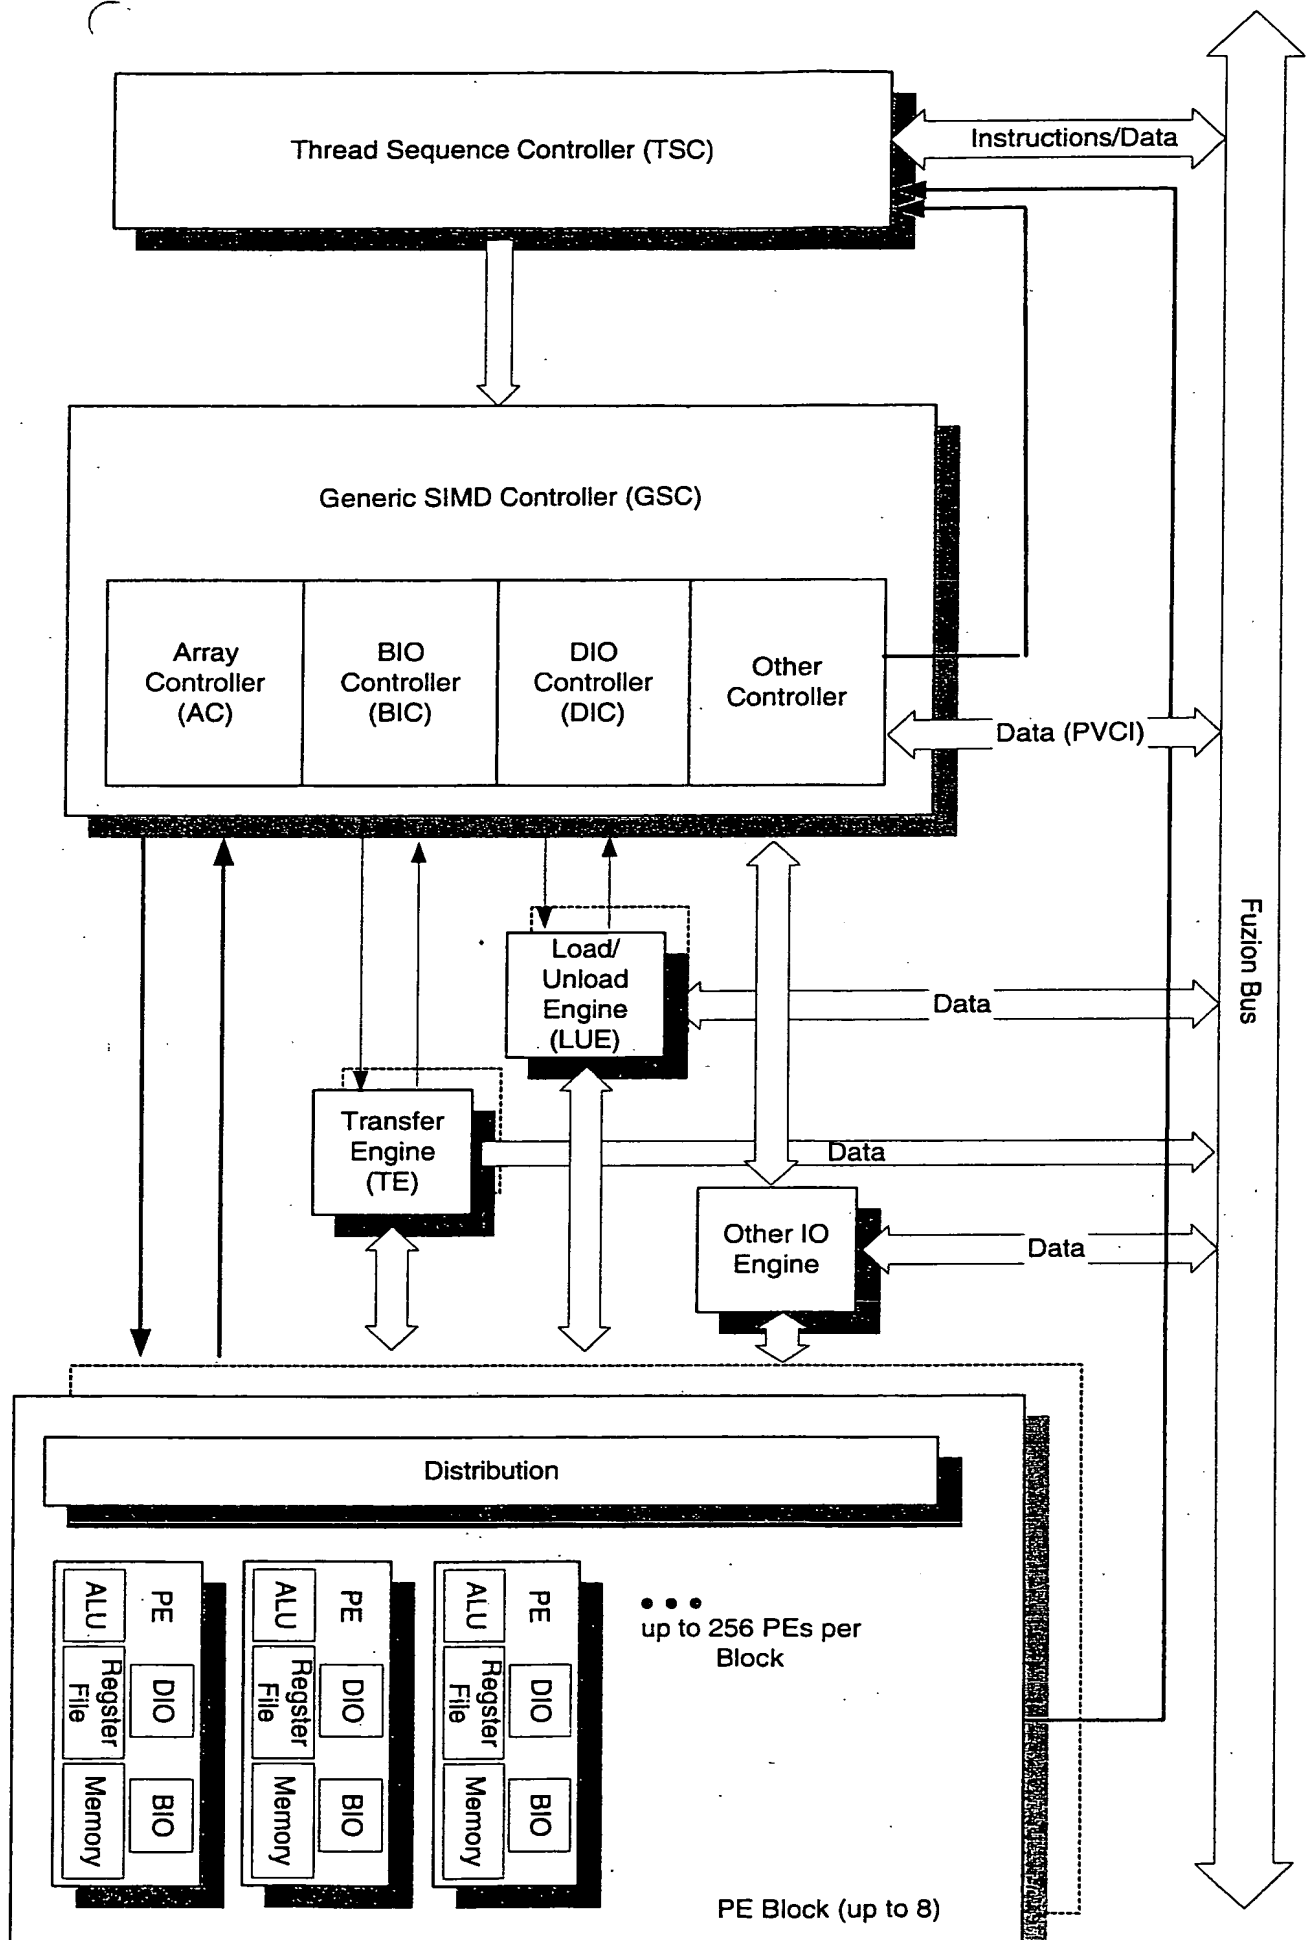 Thread Sequence Controller (TSC)
Instructions/Data
Generic SIMD Controller (GSC)
Array
Controller
(AC)
BIO
Controller
(BIC)
DIO
Controller
(DIC)
Other
Controller
Data (PVCI)
Fuzion Bus
Load/
Unload
Engine
(LUE)
Data
Transfer
Engine
(TE)
Data
Other IO
Engine
Data
Distribution
PE
ALU
DIO
Regster
File
BIO
Memory
PE
ALU
DIO
Regster
File
BIO
Memory
PE
ALU
DIO
Regster
File
BIO
Memory
up to 256 PEs per
Block
PE Block (up to 8)